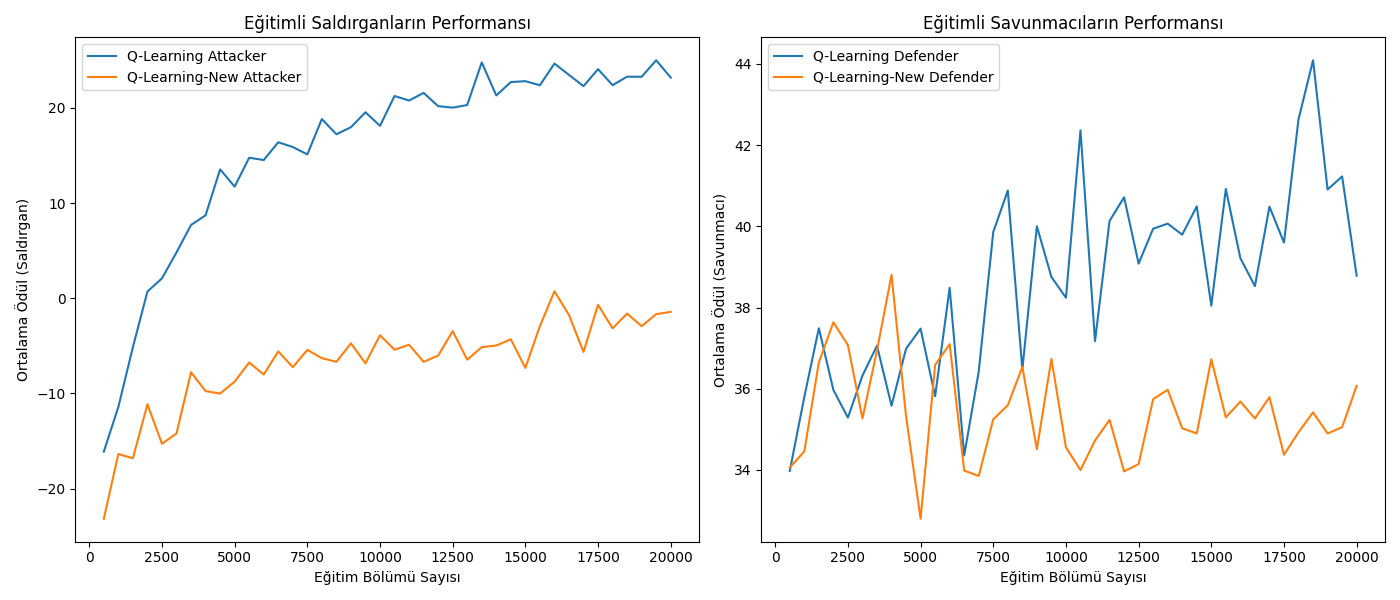 Eğitimli Saldırganların Performansı
Q-Learning Attacker
Q-Learning-New Attacker
Ortalama Ödül (Saldırgan)
20
10
0
−10
−20
0 2500 5000 7500 10000 12500 15000 17500 20000
Eğitim Bölümü Sayısı
Eğitimli Savunmacıların Performansı
Q-Learning Defender
Q-Learning-New Defender
Ortalama Ödül (Savunmacı)
44
42
40
38
36
34
0 2500 5000 7500 10000 12500 15000 17500 20000
Eğitim Bölümü Sayısı